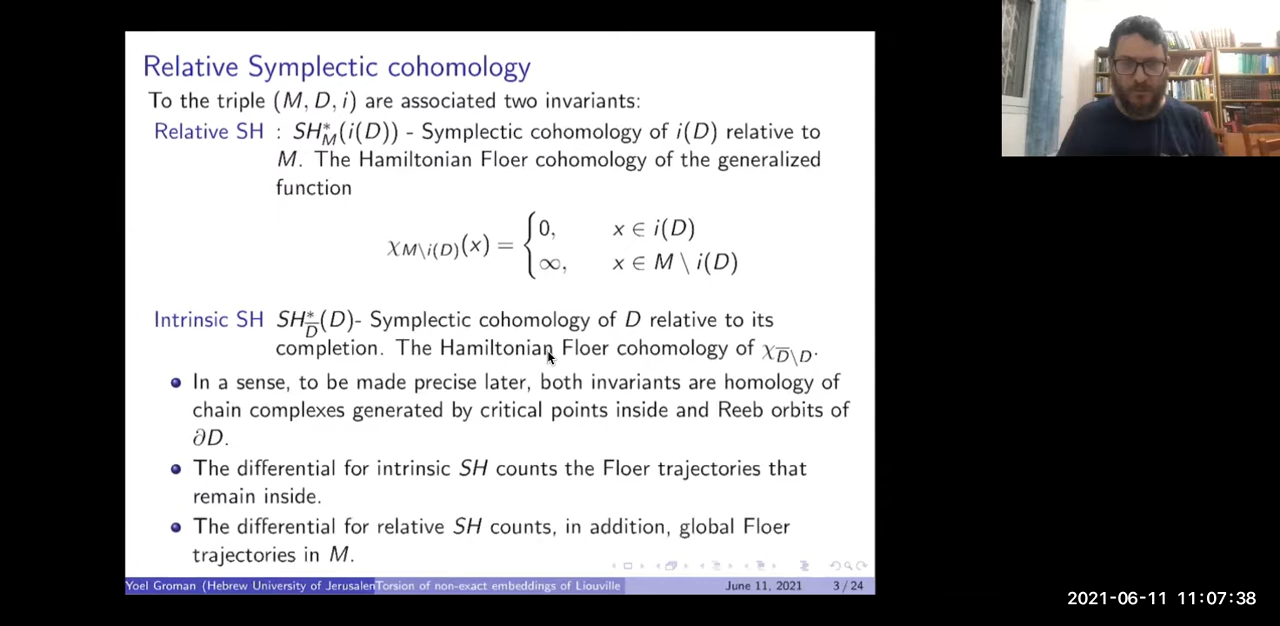 Relative Symplectic cohomology
To the triple (M, D, i) are associated two invariants:
Relative SH : SH*_M(i(D)) - Symplectic cohomology of i(D) relative to
M. The Hamiltonian Floer cohomology of the generalized
function
χ_{M\i(D)}(x) = { 0, x ∈ i(D)
∞, x ∈ M \ i(D)
Intrinsic SH SH*_{D̅}(D)- Symplectic cohomology of D relative to its
completion. The Hamiltonian Floer cohomology of χ_{D̅\D}.
• In a sense, to be made precise later, both invariants are homology of
chain complexes generated by critical points inside and Reeb orbits of
∂D.
• The differential for intrinsic SH counts the Floer trajectories that
remain inside.
• The differential for relative SH counts, in addition, global Floer
trajectories in M.
Yoel Groman (Hebrew University of Jerusalen Torsion of non-exact embeddings of Liouville June 11, 2021 3 / 24
2021-06-11 11:07:38